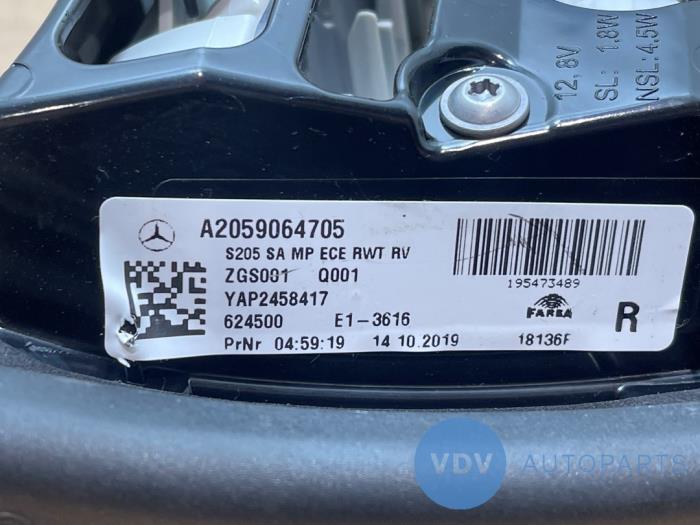 12,8V
SL: 1.8W
NSL:4.5W
A2059064705
S205 SA MP ECE RWT RV
ZGS001 Q001
YAP2458417
624500 E1-3616
PrNr 04:59:19 14.10.2019
195473489
FARBA
R
18136F
VDV AUTOPARTS